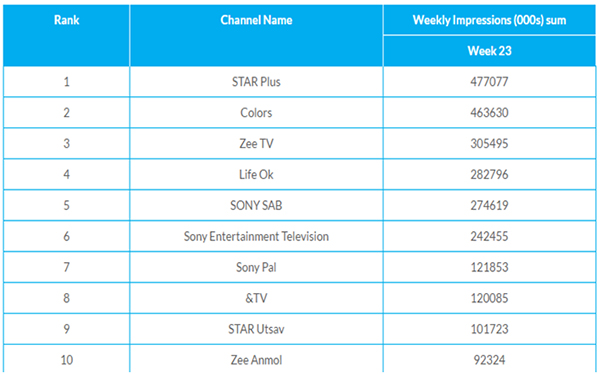 Rank Channel Name Weekly Impressions (000s) sum
Week 23
1 STAR Plus 477077
2 Colors 463630
3 Zee TV 305495
4 Life Ok 282796
5 SONY SAB 274619
6 Sony Entertainment Television 242455
7 Sony Pal 121853
8 &TV 120085
9 STAR Utsav 101723
10 Zee Anmol 92324